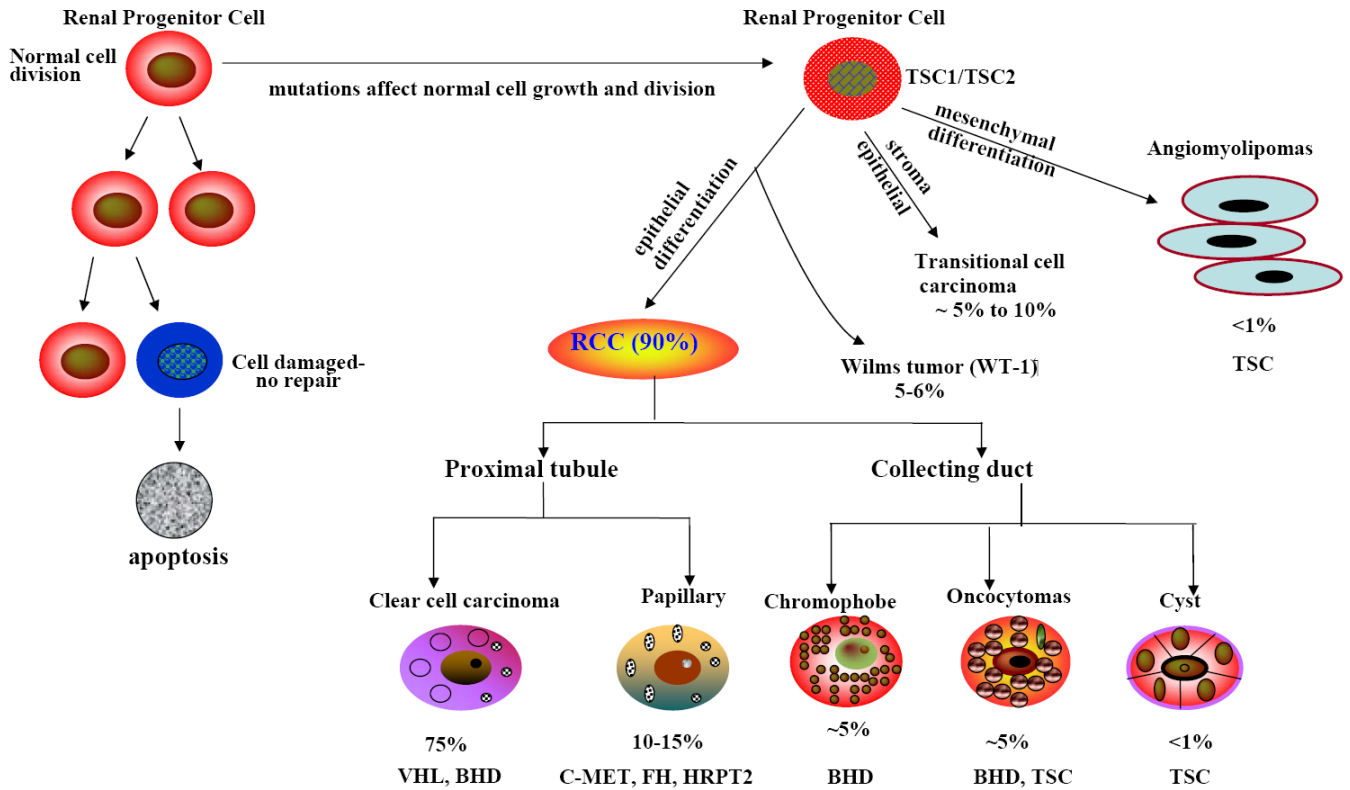 Renal Progenitor Cell
Normal cell
division
mutations affect normal cell growth and division
Renal Progenitor Cell
TSC1/TSC2
mesenchymal
differentiation
stroma
epithelial
epithelial
differentiation
Angiomyolipomas
<1%
TSC
Transitional cell
carcinoma
~ 5% to 10%
Wilms tumor (WT-1)
5-6%
RCC (90%)
Cell damaged-
no repair
apoptosis
Proximal tubule
Collecting duct
Clear cell carcinoma
75%
VHL, BHD
Papillary
10-15%
C-MET, FH, HRPT2
Chromophobe
~5%
BHD
Oncocytomas
~5%
BHD, TSC
Cyst
<1%
TSC